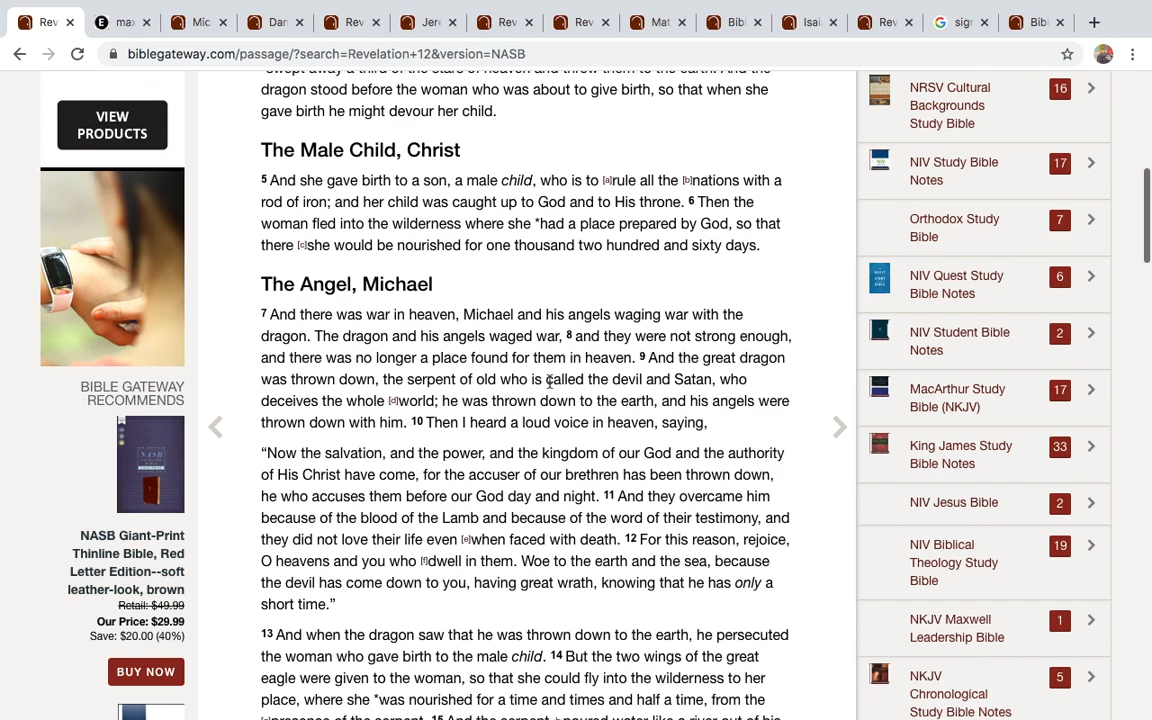 Rev
max
Mic
Dan
Rev
Jere
Rev
Rev
Mat
Bibl
Isai
Rev
sign
Bibl
biblegateway.com/passage/?search=Revelation+12&version=NASB
VIEW
PRODUCTS
BIBLE GATEWAY
RECOMMENDS
NASB Giant-Print
Thinline Bible, Red
Letter Edition--soft
leather-look, brown
Retail: $49.99
Our Price: $29.99
Save: $20.00 (40%)
BUY NOW
swept away a third of the stars of heaven and threw them to the earth. And the
dragon stood before the woman who was about to give birth, so that when she
gave birth he might devour her child.
The Male Child, Christ
5 And she gave birth to a son, a male child, who is to [a]rule all the [b]nations with a
rod of iron; and her child was caught up to God and to His throne. 6 Then the
woman fled into the wilderness where she *had a place prepared by God, so that
there [c]she would be nourished for one thousand two hundred and sixty days.
The Angel, Michael
7 And there was war in heaven, Michael and his angels waging war with the
dragon. The dragon and his angels waged war, 8 and they were not strong enough,
and there was no longer a place found for them in heaven. 9 And the great dragon
was thrown down, the serpent of old who is called the devil and Satan, who
deceives the whole [d]world; he was thrown down to the earth, and his angels were
thrown down with him. 10 Then I heard a loud voice in heaven, saying,
“Now the salvation, and the power, and the kingdom of our God and the authority
of His Christ have come, for the accuser of our brethren has been thrown down,
he who accuses them before our God day and night. 11 And they overcame him
because of the blood of the Lamb and because of the word of their testimony, and
they did not love their life even [e]when faced with death. 12 For this reason, rejoice,
O heavens and you who [f]dwell in them. Woe to the earth and the sea, because
the devil has come down to you, having great wrath, knowing that he has only a
short time.”
13 And when the dragon saw that he was thrown down to the earth, he persecuted
the woman who gave birth to the male child. 14 But the two wings of the great
eagle were given to the woman, so that she could fly into the wilderness to her
place, where she *was nourished for a time and times and half a time, from the
[g]presence of the serpent. 15 And the serpent poured water like a river out of his
NRSV Cultural
Backgrounds
Study Bible
16
NIV Study Bible
Notes
17
Orthodox Study
Bible
7
NIV Quest Study
Bible Notes
6
NIV Student Bible
Notes
2
MacArthur Study
Bible (NKJV)
17
King James Study
Bible Notes
33
NIV Jesus Bible
2
NIV Biblical
Theology Study
Bible
19
NKJV Maxwell
Leadership Bible
1
NKJV
Chronological
Study Bible Notes
5